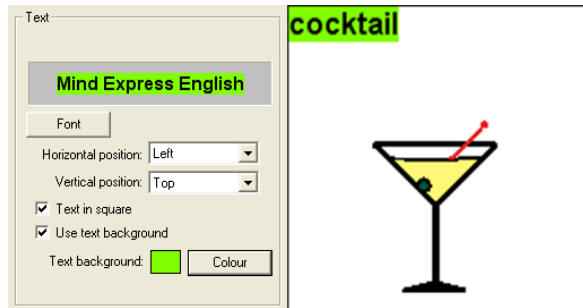 Text
Mind Express English
Font
Horizontal position: Left
Vertical position: Top
Text in square
Use text background
Text background: Colour
cocktail